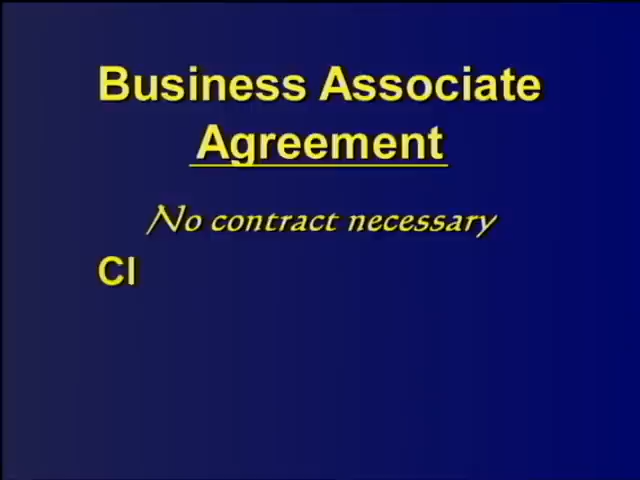 Business Associate
Agreement
No contract necessary
Cl